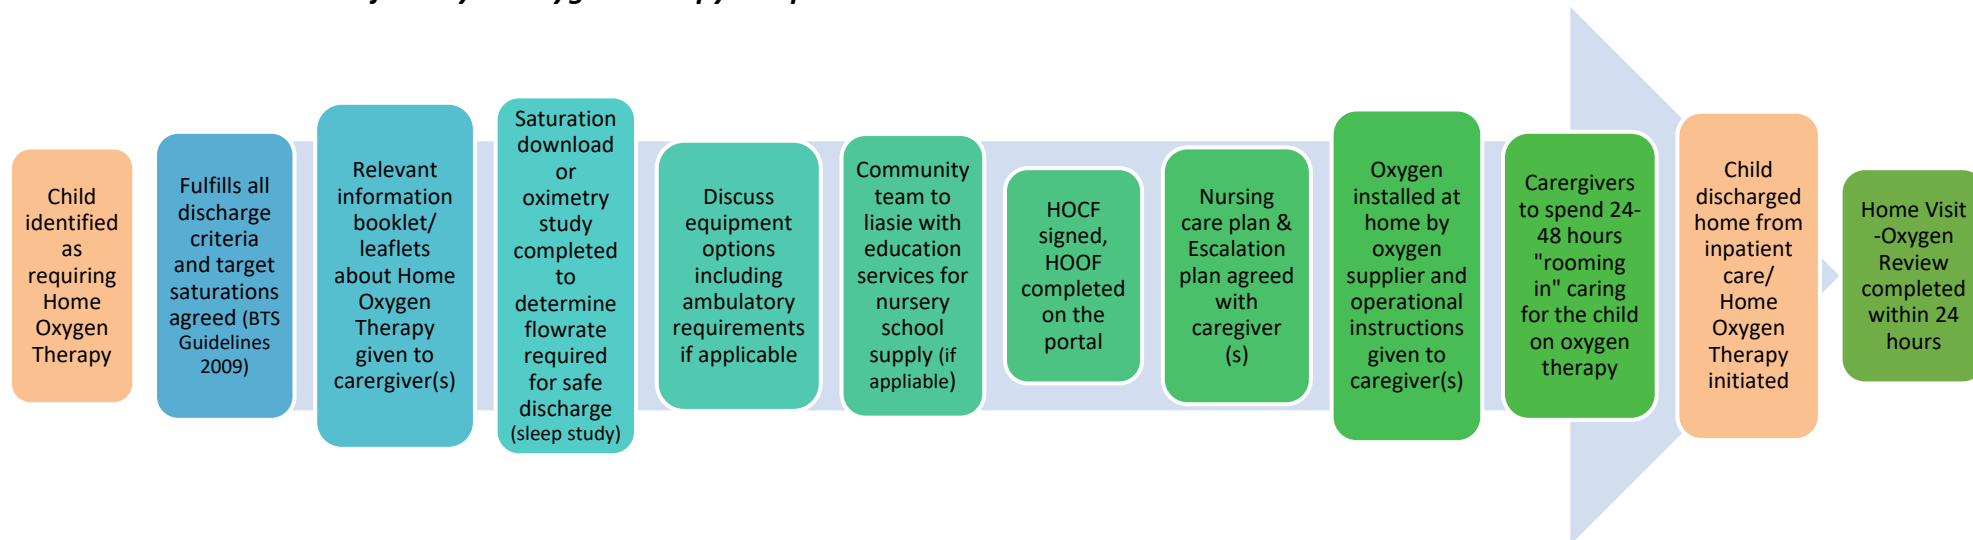 Child
identified
as
requiring
Home
Oxygen
Therapy
Fulfills all
discharge
criteria
and target
saturations
agreed (BTS
Guidelines
2009)
Relevant
information
booklet/
leaflets
about Home
Oxygen
Therapy
given to
carergiver(s)
Saturation
download
or
oximetry
study
completed
to
determine
flowrate
required
for safe
discharge
(sleep study)
Discuss
equipment
options
including
ambulatory
requirements
if applicable
Community
team to
liasie with
education
services for
nursery
school
supply (if
appliable)
HOCF
signed,
HOOF
completed
on the
portal
Nursing
care plan &
Escalation
plan agreed
with
caregiver
(s)
Oxygen
installed at
home by
oxygen
supplier and
operational
instructions
given to
caregiver(s)
Carergivers
to spend 24-
48 hours
"rooming
in" caring
for the child
on oxygen
therapy
Child
discharged
home from
inpatient
care/
Home
Oxygen
Therapy
initiated
Home Visit
-Oxygen
Review
completed
within 24
hours